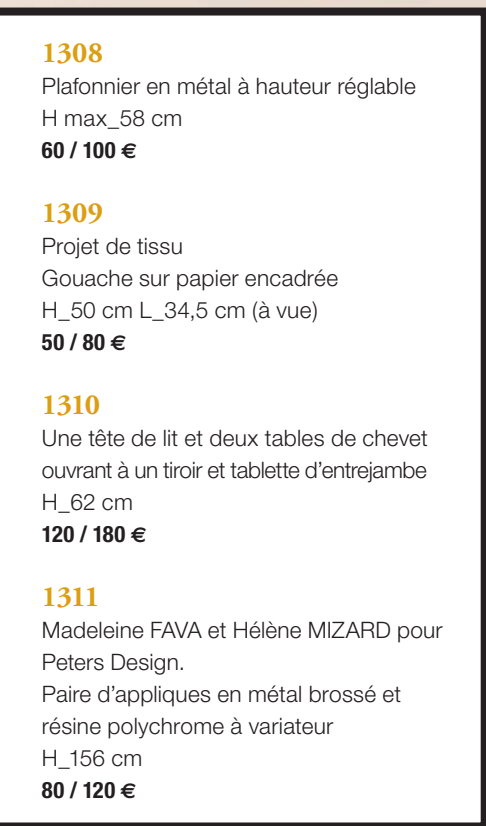 1308
Plafonnier en métal à hauteur réglable
H max_58 cm
60 / 100 €
1309
Projet de tissu
Gouache sur papier encadrée
H_50 cm L_34,5 cm (à vue)
50 / 80 €
1310
Une tête de lit et deux tables de chevet
ouvrant à un tiroir et tablette d'entrejambe
H_62 cm
120 / 180 €
1311
Madeleine FAVA et Hélène MIZARD pour
Peters Design.
Paire d'appliques en métal brossé et
résine polychrome à variateur
H_156 cm
80 / 120 €